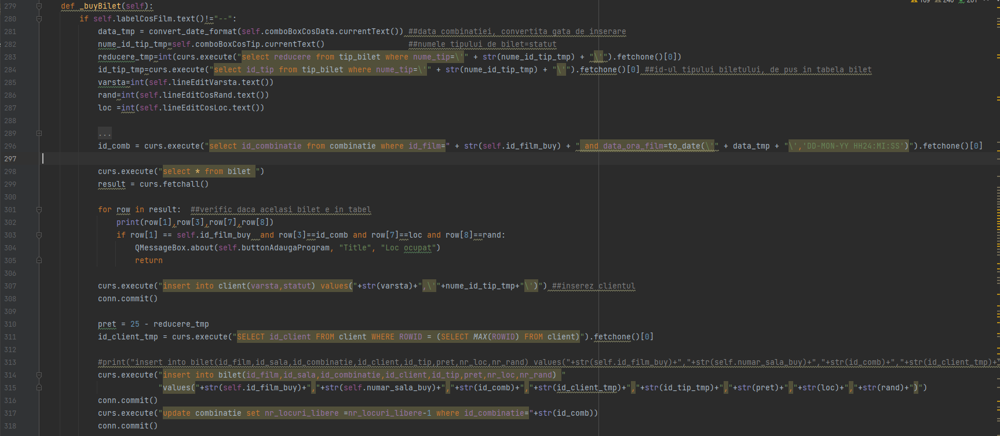 169 246 201
279 def _buyBilet(self):
280 if self.labelCosFilm.text()!="--":
281 data_tmp = convert_date_format(self.comboBoxCosData.currentText()) ##data combinatiei, convertita gata de inserare
282 nume_id_tip_tmp=self.comboBoxCosTip.currentText() ##numele tipului de bilet=statut
283 reducere_tmp=int(curs.execute("select reducere from tip_bilet where nume_tip=\'" + str(nume_id_tip_tmp) + "\'").fetchone()[0])
284 id_tip_tmp=curs.execute("select id_tip from tip_bilet where nume_tip=\'" + str(nume_id_tip_tmp) + "\'").fetchone()[0] ##id-ul tipului biletului, de pus in tabela bilet
285 varsta=int(self.lineEditVarsta.text())
286 rand=int(self.lineEditCosRand.text())
287 loc =int(self.lineEditCosLoc.text())
288
289 ...
296 id_comb = curs.execute("select id_combinatie from combinatie where id_film=" + str(self.id_film_buy) + " and data_ora_film=to_date(\'" + data_tmp + "\','DD-MON-YY HH24:MI:SS')").fetchone()[0]
297
298 curs.execute("select * from bilet ")
299 result = curs.fetchall()
300
301 for row in result: ##verific daca acelasi bilet e in tabel
302 print(row[1],row[3],row[7],row[8])
303 if row[1] == self.id_film_buy and row[3]==id_comb and row[7]==loc and row[8]==rand:
304 QMessageBox.about(self.buttonAdaugaProgram, "Title", "Loc ocupat")
305 return
306
307 curs.execute("insert into client(varsta,statut) values("+str(varsta)+",\'"+nume_id_tip_tmp+"\')") ##inserez clientul
308 conn.commit()
309
310 pret = 25 - reducere_tmp
311 id_client_tmp = curs.execute("SELECT id_client FROM client WHERE ROWID = (SELECT MAX(ROWID) FROM client)").fetchone()[0]
312
313 #print("insert into bilet(id_film,id_sala,id_combinatie,id_client,id_tip,pret,nr_loc,nr_rand) values("+str(self.id_film_buy)+","+str(self.numar_sala_buy)+","+str(id_comb)+","+str(id_client_tmp)+"
314 curs.execute("insert into bilet(id_film,id_sala,id_combinatie,id_client,id_tip,pret,nr_loc,nr_rand) "
315 "values("+str(self.id_film_buy)+","+str(self.numar_sala_buy)+","+str(id_comb)+","+str(id_client_tmp)+","+str(id_tip_tmp)+","+str(pret)+","+str(loc)+","+str(rand)+")")
316 conn.commit()
317 curs.execute("update combinatie set nr_locuri_libere =nr_locuri_libere-1 where id_combinatie="+str(id_comb))
318 conn.commit()